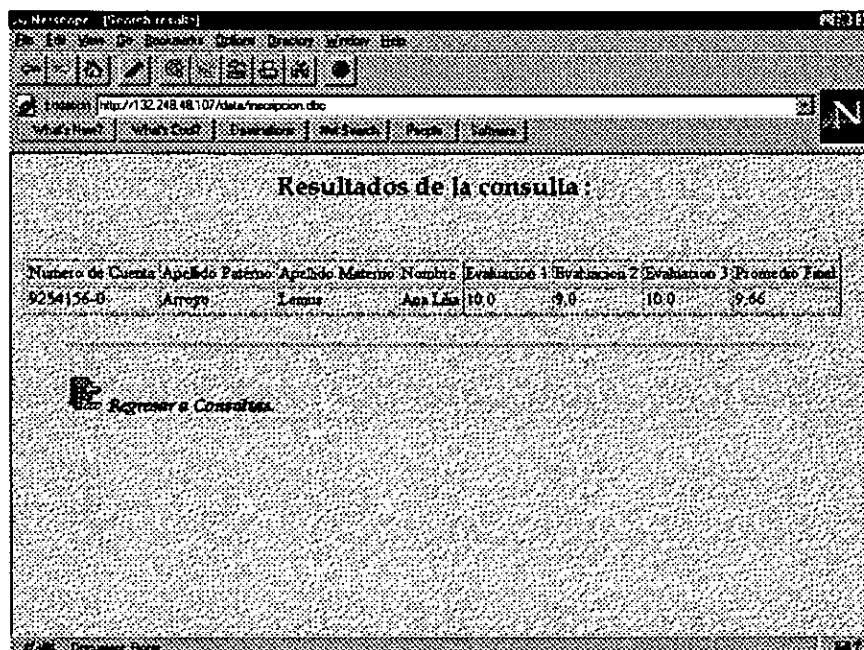 Netscape - [Search results]
File Edit View Go Bookmarks Options Directory Window Help
Location: http://132.248.48.107/data/inscripcion.dbc
What's New? What's Cool? Destinations Net Search People Software
Resultados de la consulta :
Numero de Cuenta Apellido Paterno Apellido Materno Nombre Evaluacion 1 Evaluacion 2 Evaluacion 3 Promedio Final
9254156-0 Arroyo Lemus Ana Lilia 10.0 9.0 10.0 9.66
Regresar a Consultas.
Document: Done